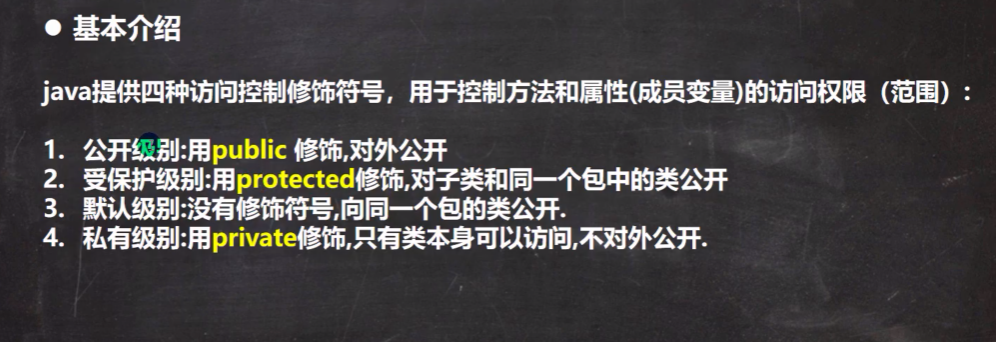 ● 基本介绍
java提供四种访问控制修饰符号，用于控制方法和属性(成员变量)的访问权限（范围）:
1. 公开级别:用public 修饰,对外公开
2. 受保护级别:用protected修饰,对子类和同一个包中的类公开
3. 默认级别:没有修饰符号,向同一个包的类公开.
4. 私有级别:用private修饰,只有类本身可以访问,不对外公开.